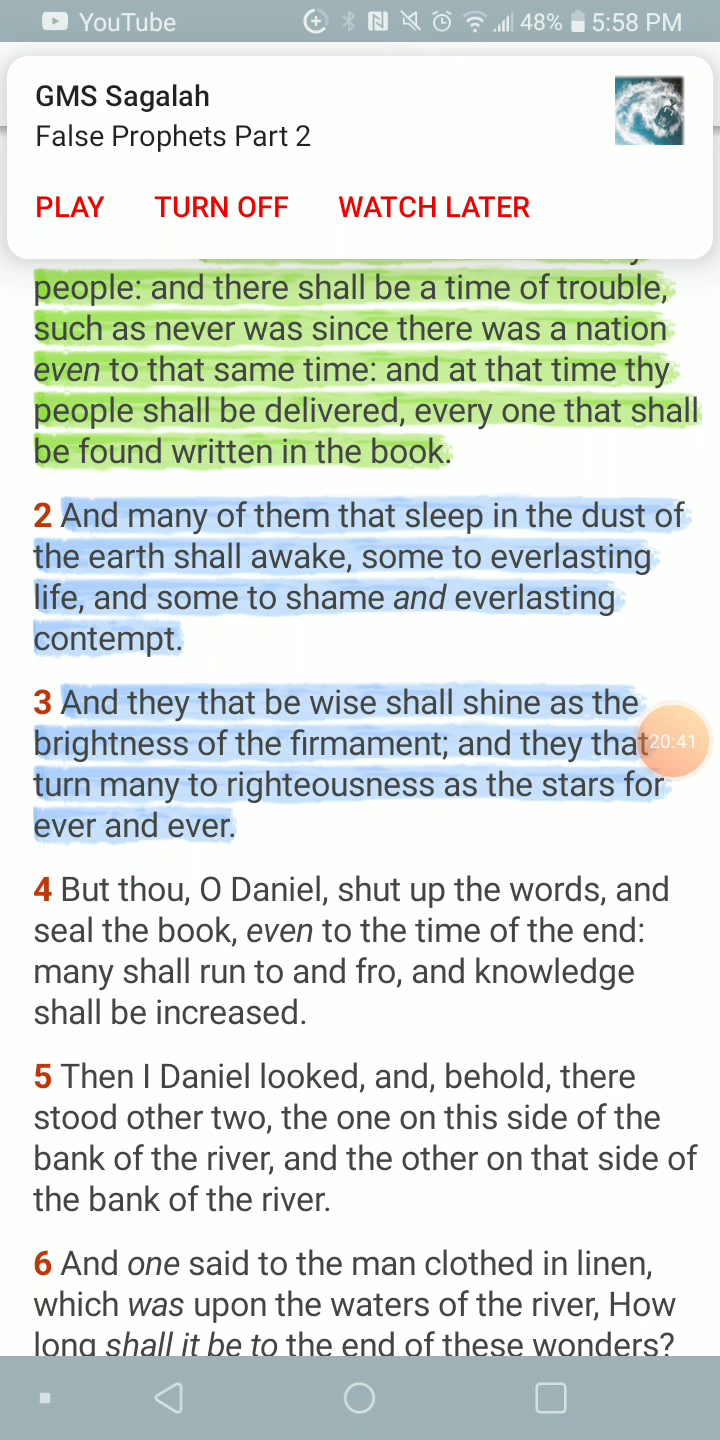 YouTube 48% 5:58 PM
GMS Sagalah
False Prophets Part 2
PLAY TURN OFF WATCH LATER
people: and there shall be a time of trouble,
such as never was since there was a nation
even to that same time: and at that time thy
people shall be delivered, every one that shall
be found written in the book.
2 And many of them that sleep in the dust of
the earth shall awake, some to everlasting
life, and some to shame and everlasting
contempt.
3 And they that be wise shall shine as the
brightness of the firmament; and they that
20:41
turn many to righteousness as the stars for
ever and ever.
4 But thou, O Daniel, shut up the words, and
seal the book, even to the time of the end:
many shall run to and fro, and knowledge
shall be increased.
5 Then I Daniel looked, and, behold, there
stood other two, the one on this side of the
bank of the river, and the other on that side of
the bank of the river.
6 And one said to the man clothed in linen,
which was upon the waters of the river, How
long shall it be to the end of these wonders?